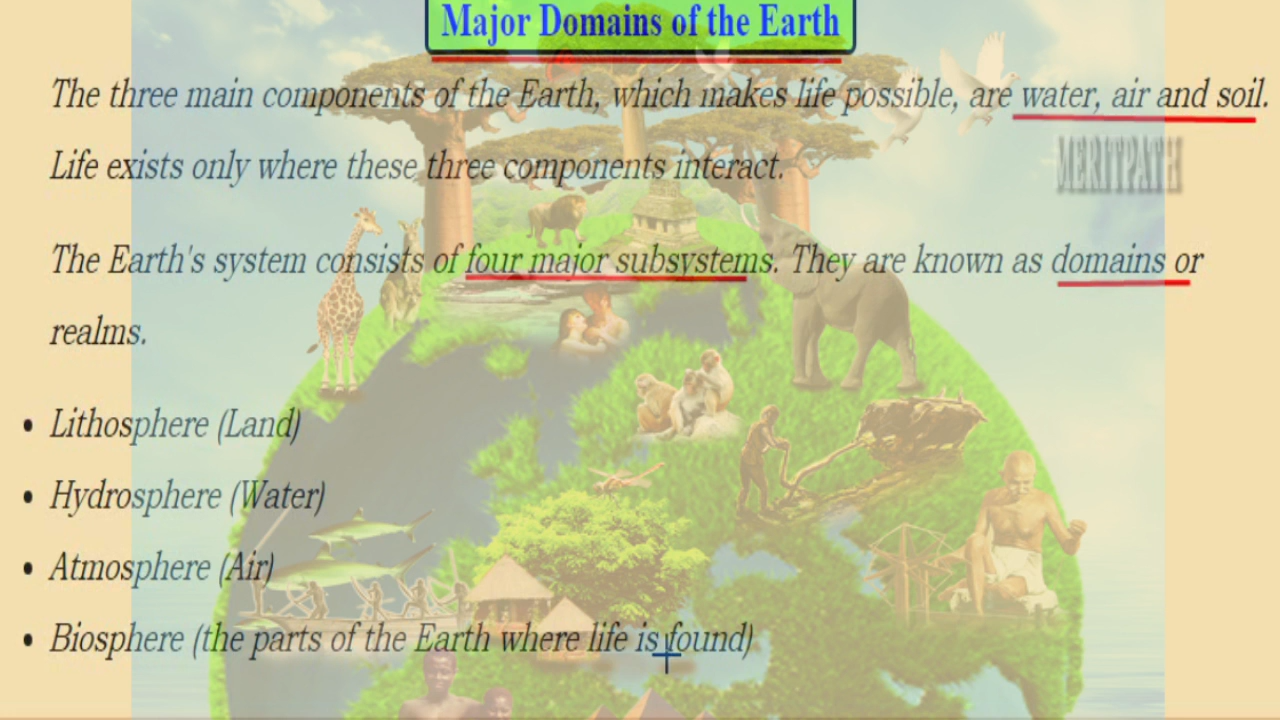 Major Domains of the Earth
The three main components of the Earth, which makes life possible, are water, air and soil.
MERITPATH
Life exists only where these three components interact.
The Earth's system consists of four major subsystems. They are known as domains or
realms.
• Lithosphere (Land)
• Hydrosphere (Water)
• Atmosphere (Air)
• Biosphere (the parts of the Earth where life is found)